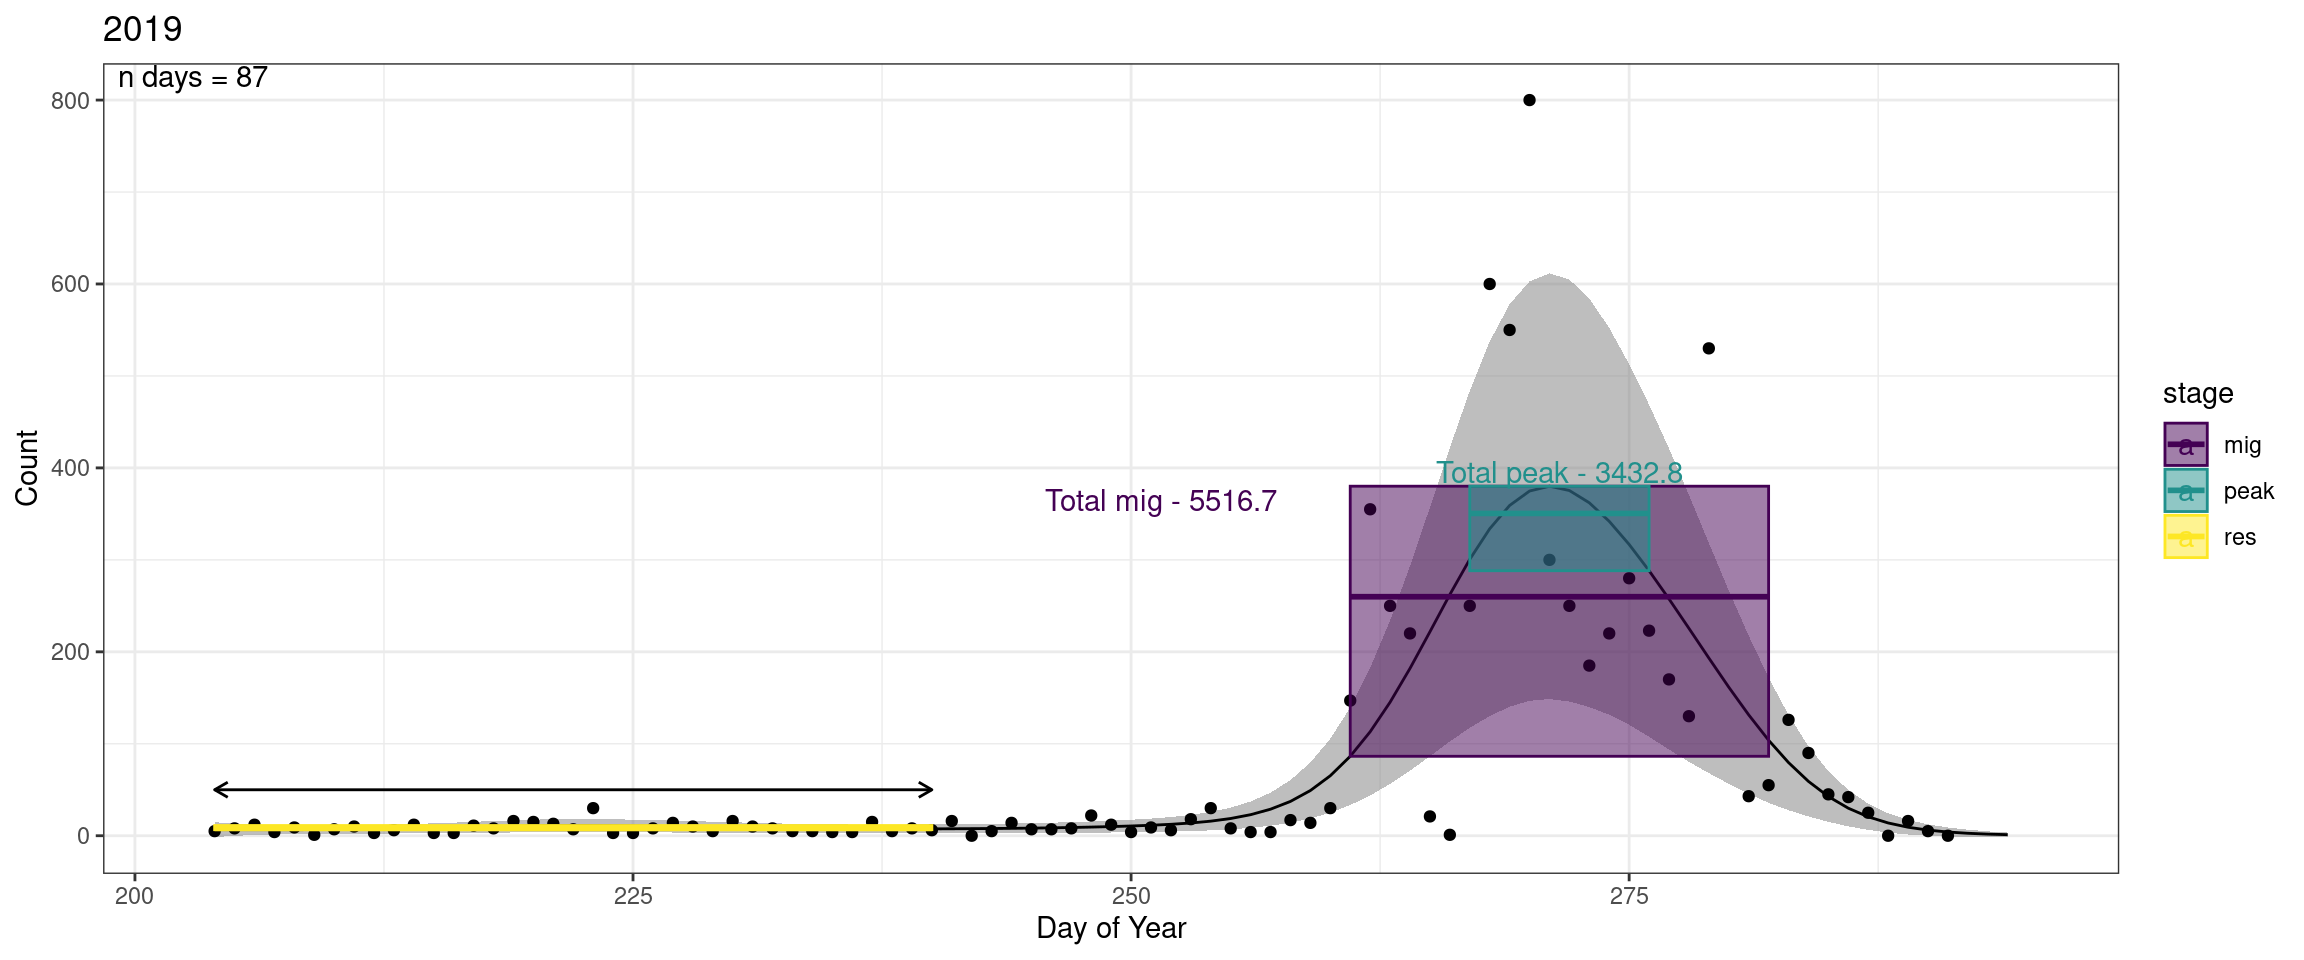 2019
n days = 87
800
600
400
200
0
Count
Total peak - 3432.8
Total mig - 5516.7
200
225
250
275
Day of Year
stage
a mig
a peak
a res